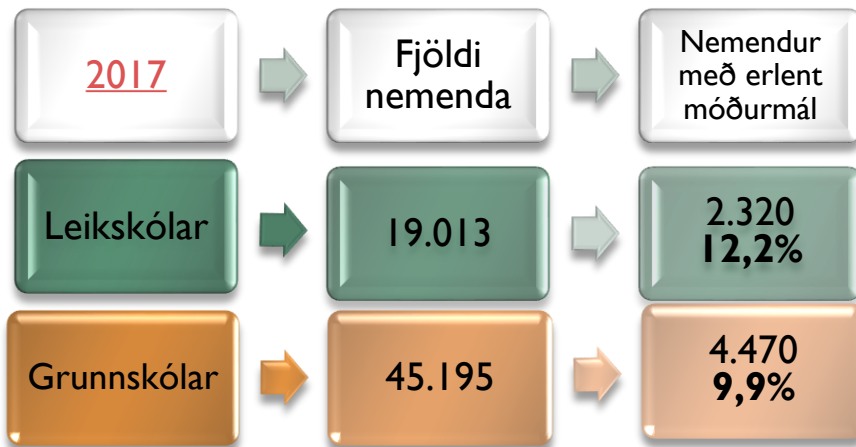 2017
Fjöldi
nemenda
Nemendur
með erlent
móðurmál
Leikskólar
19.013
2.320
12,2%
Grunnskólar
45.195
4.470
9,9%